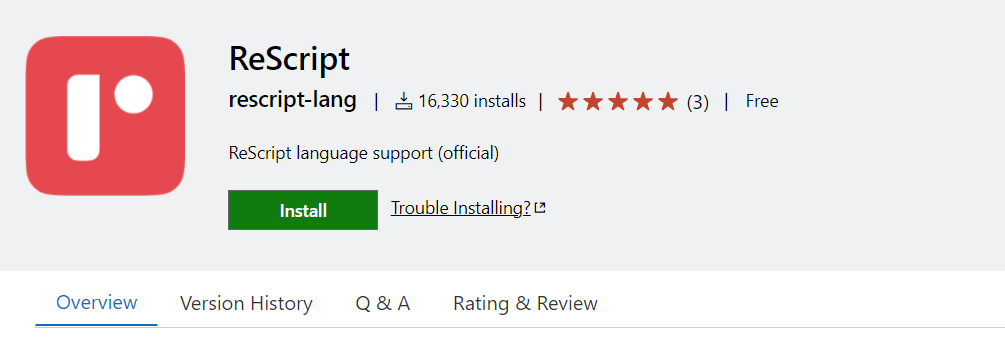 ReScript
rescript-lang | 16,330 installs | (3) | Free
ReScript language support (official)
Install Trouble Installing?
Overview Version History Q & A Rating & Review